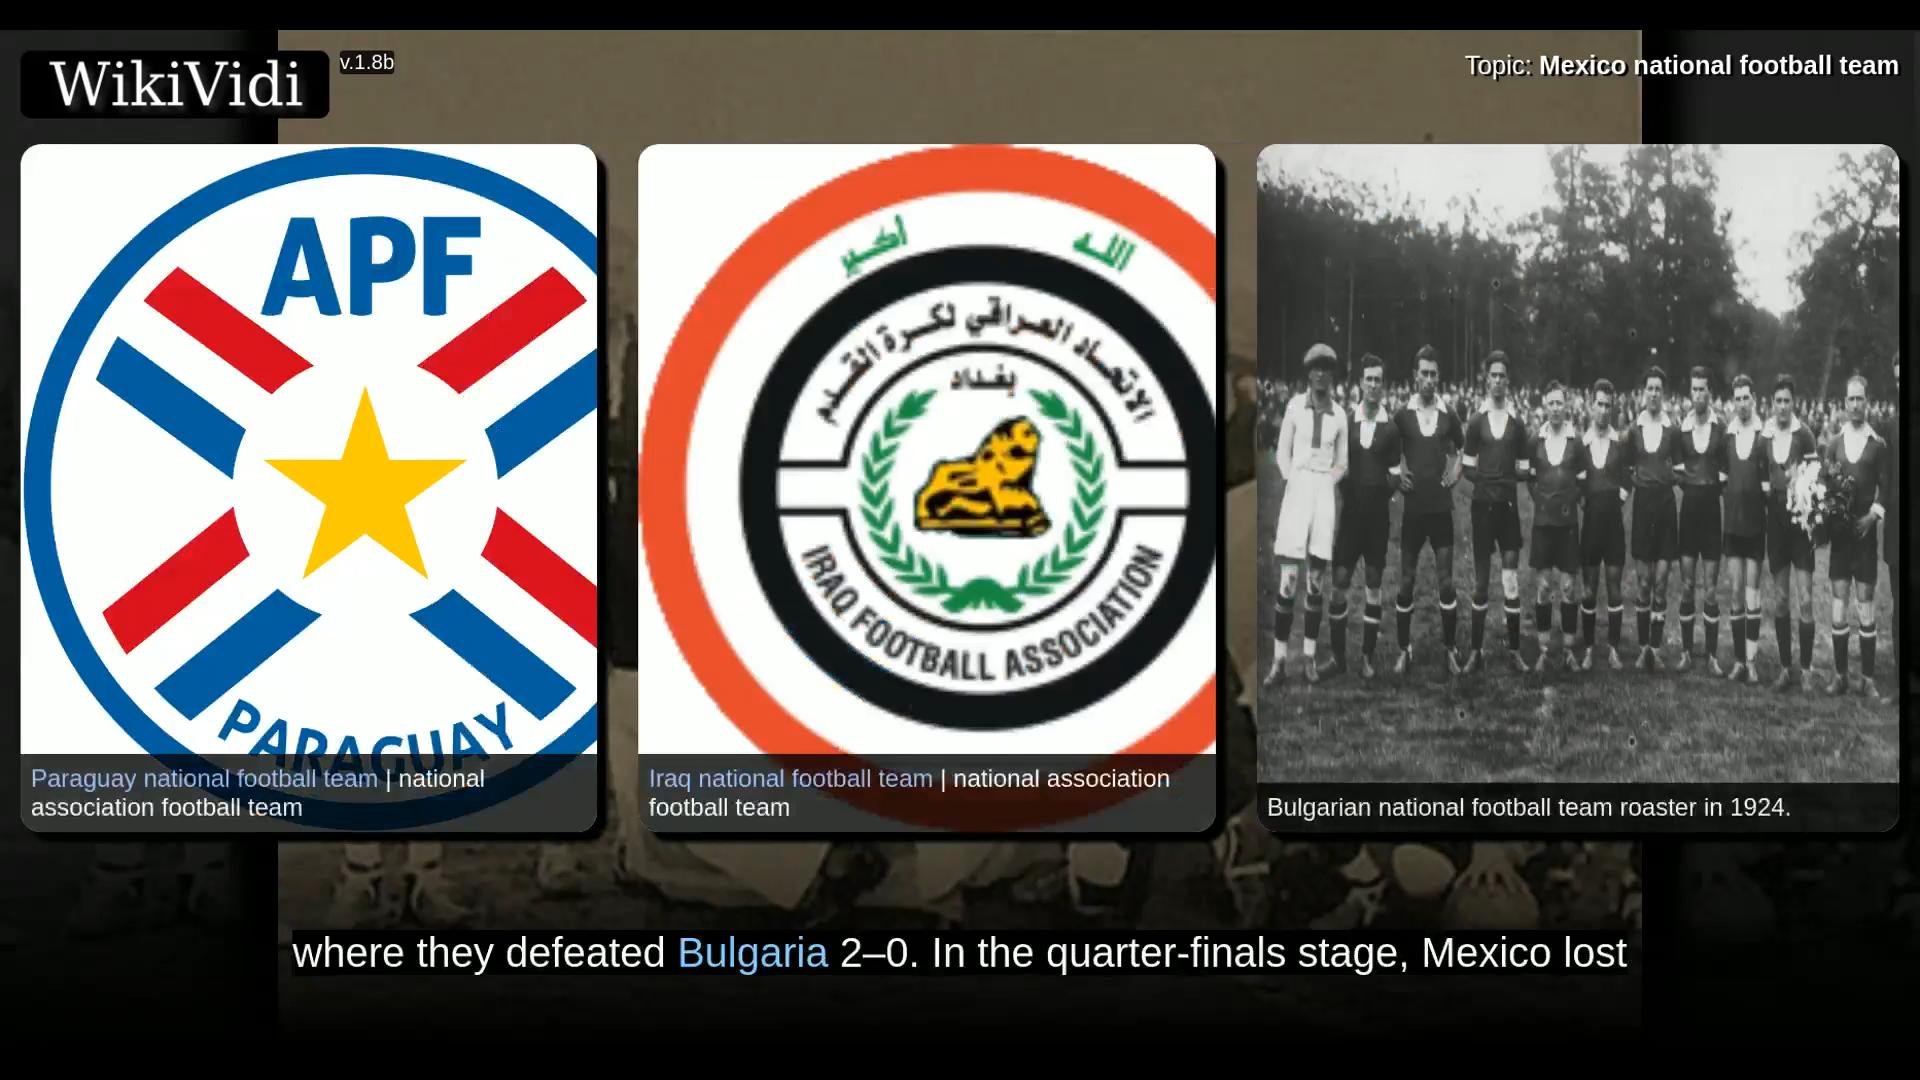 WikiVidi
v.1.8b
Topic: Mexico national football team
APF
PARAGUAY
Paraguay national football team | national
association football team
الله اكبر
الاتحاد العراقي لكرة القدم
بغداد
IRAQ FOOTBALL ASSOCIATION
Iraq national football team | national association
football team
Bulgarian national football team roaster in 1924.
where they defeated Bulgaria 2–0. In the quarter-finals stage, Mexico lost